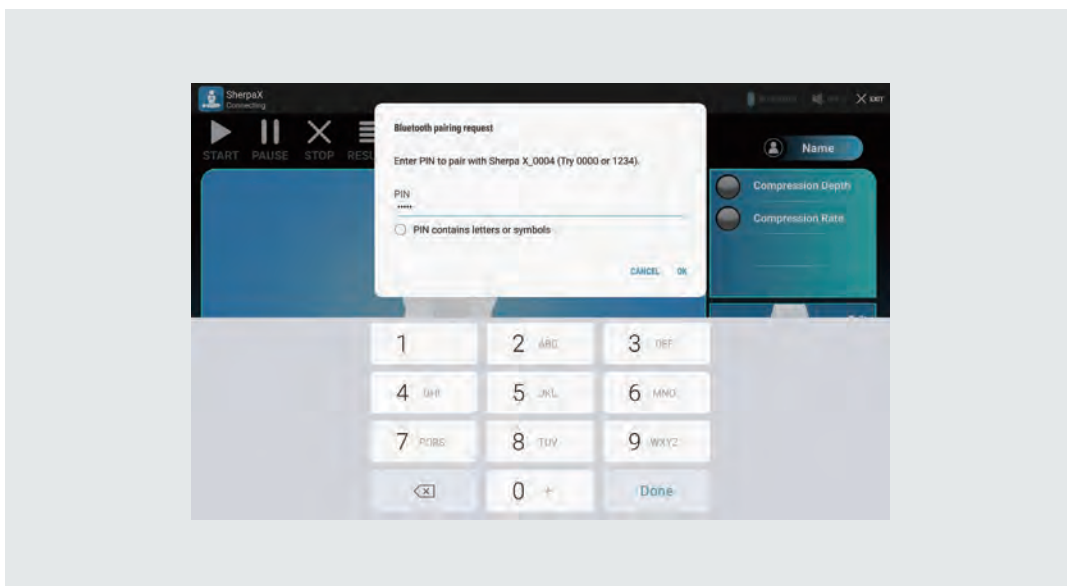 SherpaX
Connecting
EXIT
START PAUSE STOP
Name
Bluetooth pairing request
Enter PIN to pair with Sherpa X_0004 (Try 0000 or 1234).
PIN
•••••
PIN contains letters or symbols
CANCEL OK
Compression Depth
Compression Rate
1
2 ABC
3 DEF
4 GHI
5 JKL
6 MNO
7 PQRS
8 TUV
9 WXYZ
0 +
Done